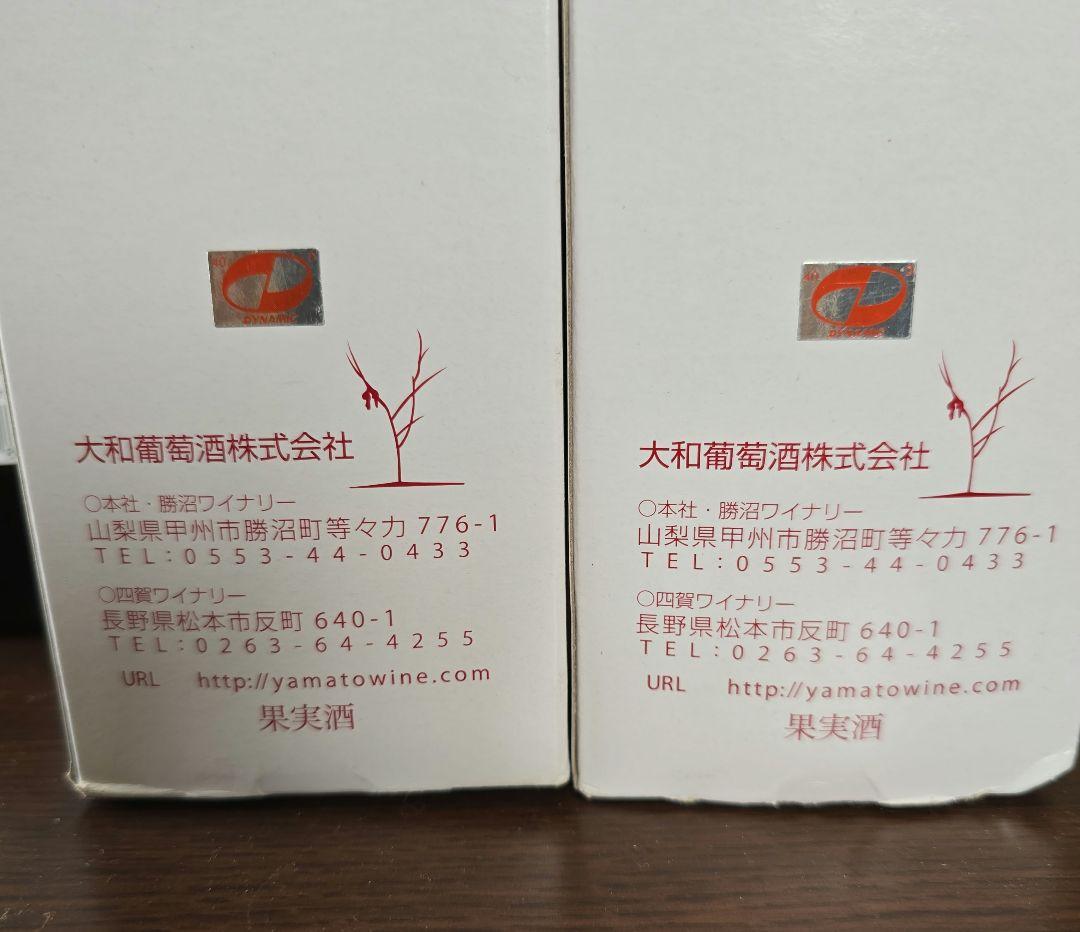 DYNAMIC
大和葡萄酒株式会社
○本社・勝沼ワイナリー
山梨県甲州市勝沼町等々力 776-1
TEL:0553-44-0433
○四賀ワイナリー
長野県松本市反町 640-1
TEL:0263-64-4255
URL http://yamatowine.com
果実酒
大和葡萄酒株式会社
○本社・勝沼ワイナリー
山梨県甲州市勝沼町等々力 776-1
TEL:0553-44-0433
○四賀ワイナリー
長野県松本市反町 640-1
TEL:0263-64-4255
URL http://yamatowine.com
果実酒